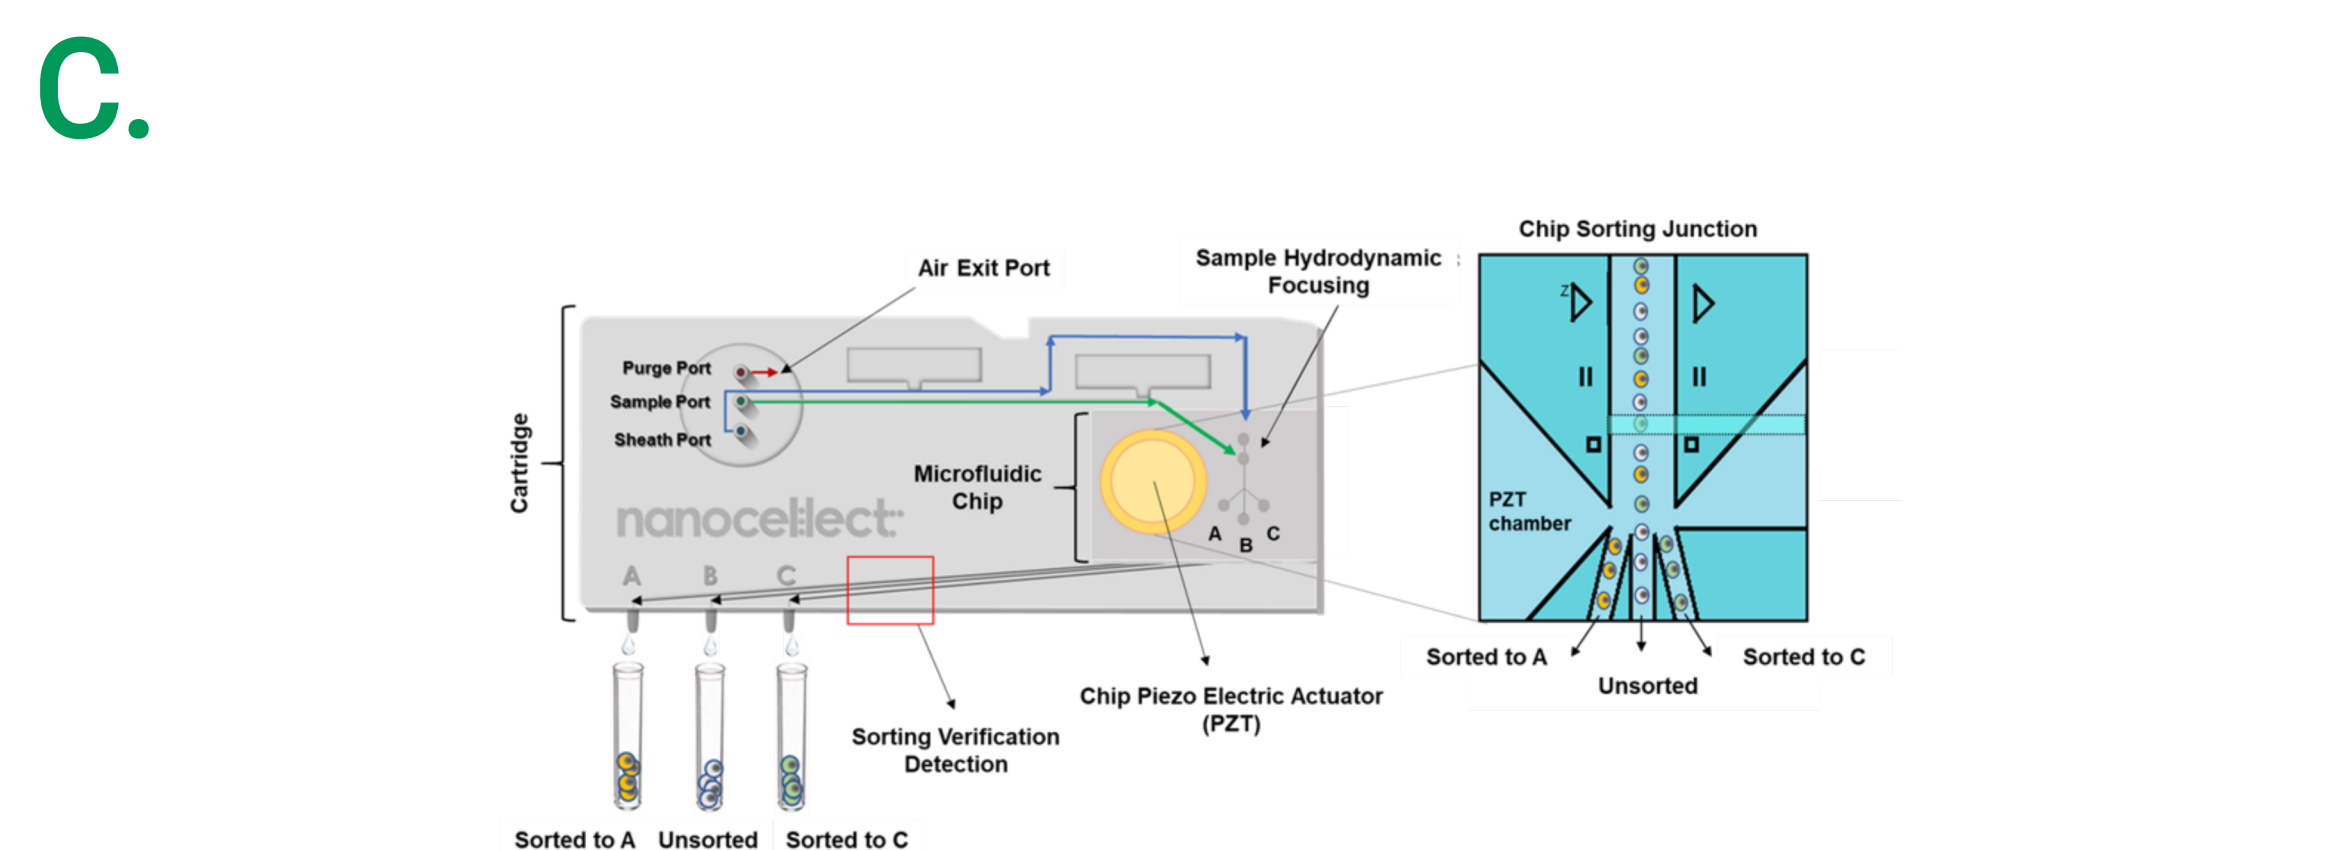 C.
Chip Sorting Junction
Air Exit Port
Sample Hydrodynamic
Focusing
Z
Purge Port
Sample Port
Sheath Port
Cartridge
Microfluidic
Chip
PZT
chamber
nanocellect
A
B
C
A
B
C
Sorted to A
Unsorted
Sorted to C
Chip Piezo Electric Actuator
(PZT)
Sorting Verification
Detection
Sorted to A
Unsorted
Sorted to C